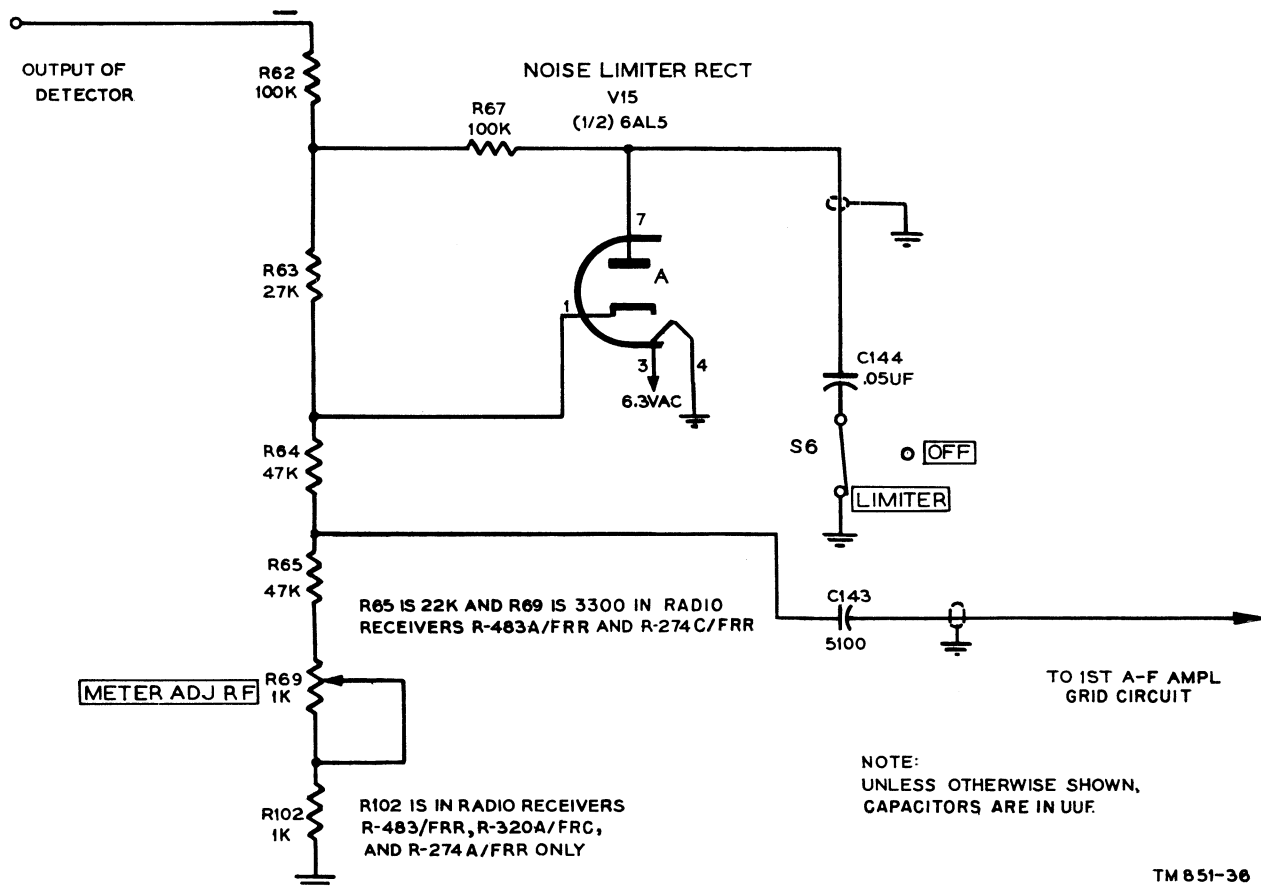 OUTPUT OF
DETECTOR
R62
100K
NOISE LIMITER RECT
V15
(1/2) 6AL5
R67
100K
7
A
R63
27K
1
3
4
6.3VAC
C144
.05UF
S6
OFF
LIMITER
R64
47K
R65
47K
R65 IS 22K AND R69 IS 3300 IN RADIO
RECEIVERS R-483A/FRR AND R-274C/FRR
C143
5100
TO 1ST A-F AMPL
GRID CIRCUIT
METER ADJ RF
R69
1K
R102
1K
R102 IS IN RADIO RECEIVERS
R-483/FRR, R-320A/FRC,
AND R-274A/FRR ONLY
NOTE:
UNLESS OTHERWISE SHOWN,
CAPACITORS ARE IN UUF.
TM 851-36